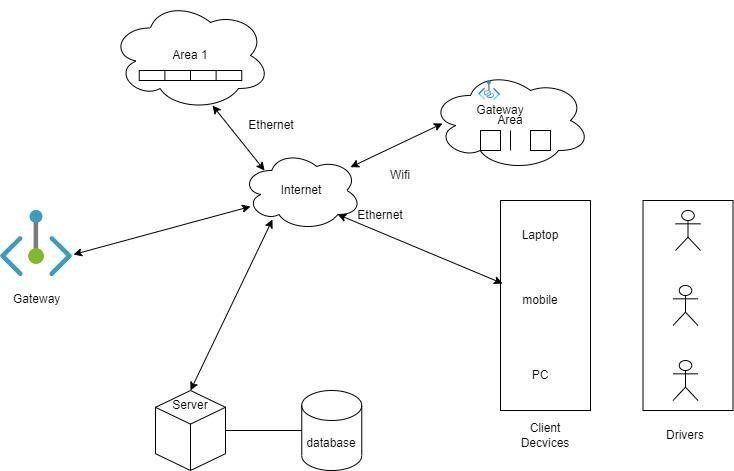 Area 1
Gateway
Area
Ethernet
Wifi
Internet
Ethernet
Laptop
Gateway
mobile
PC
Server
database
Client
Decvices
Drivers